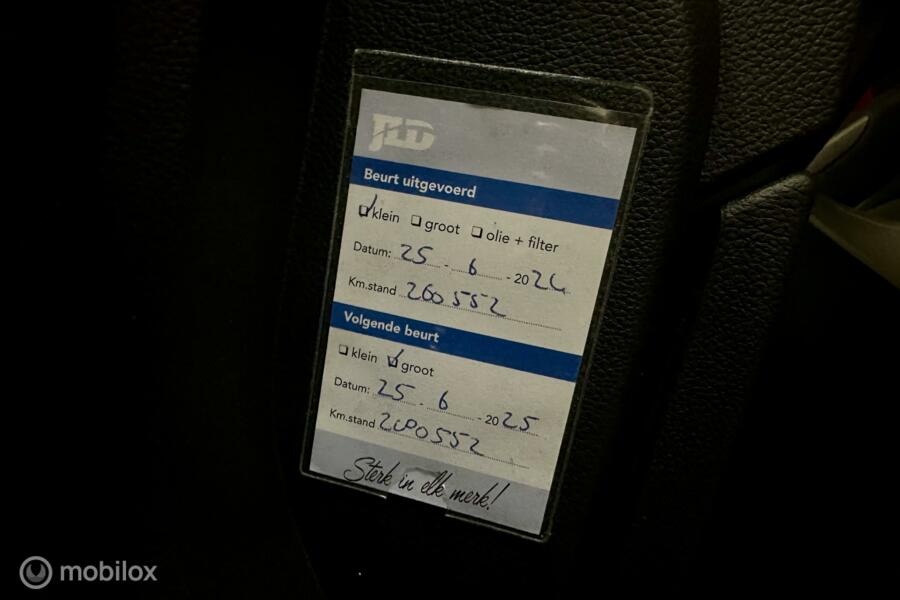 JLD
Beurt uitgevoerd
klein groot olie + filter
Datum: 25 - 6 - 2024
Km.stand 260552
Volgende beurt
klein groot
Datum: 25 - 6 - 2025
Km.stand 280552
Sterk in elk merk!
mobilox